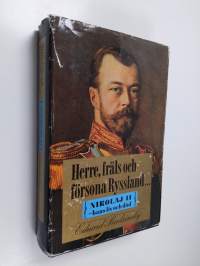 Herre, fräls och
försona Ryssland...
NIKOLAJ II
– hans liv och död
Edvard Radzinskij